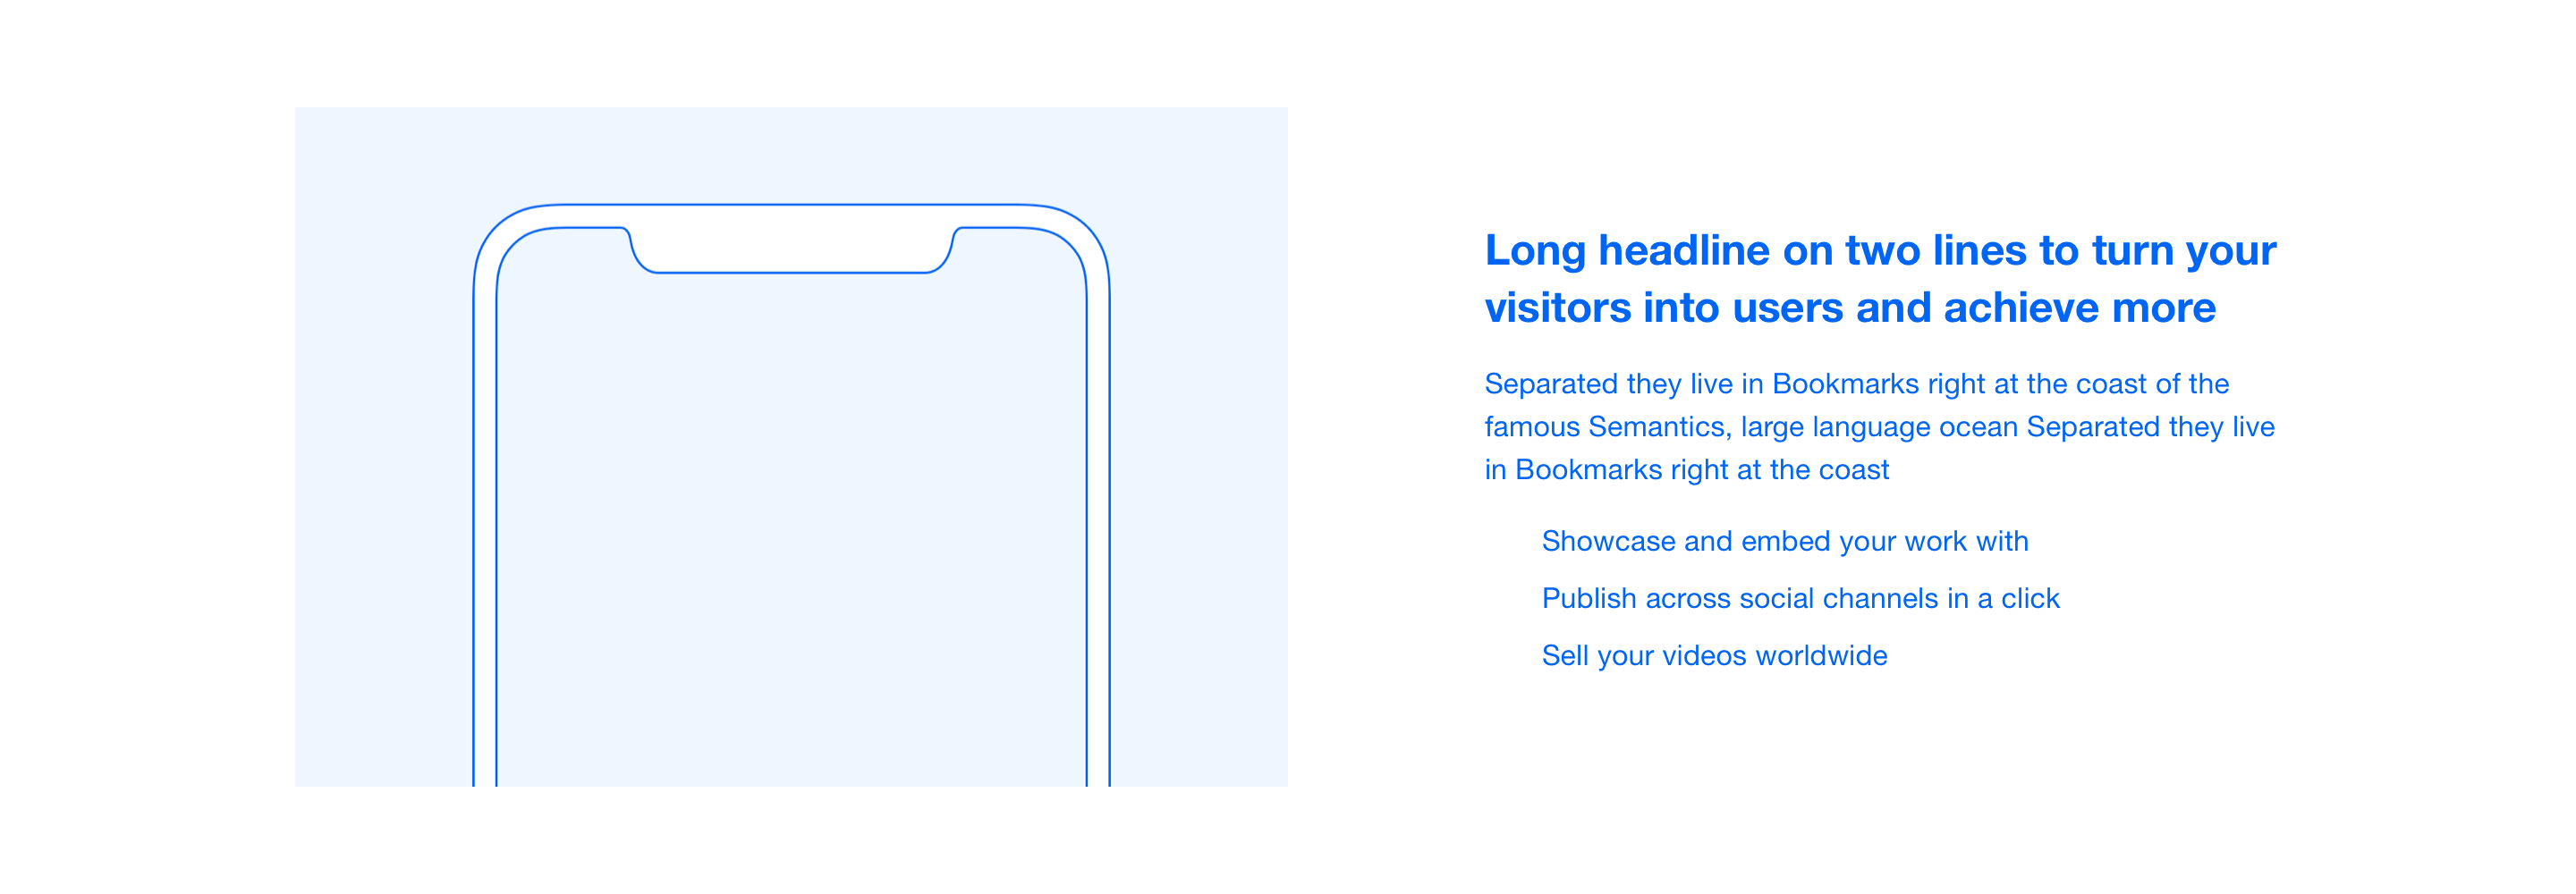 Long headline on two lines to turn your
visitors into users and achieve more
Separated they live in Bookmarks right at the coast of the
famous Semantics, large language ocean Separated they live
in Bookmarks right at the coast
Showcase and embed your work with
Publish across social channels in a click
Sell your videos worldwide